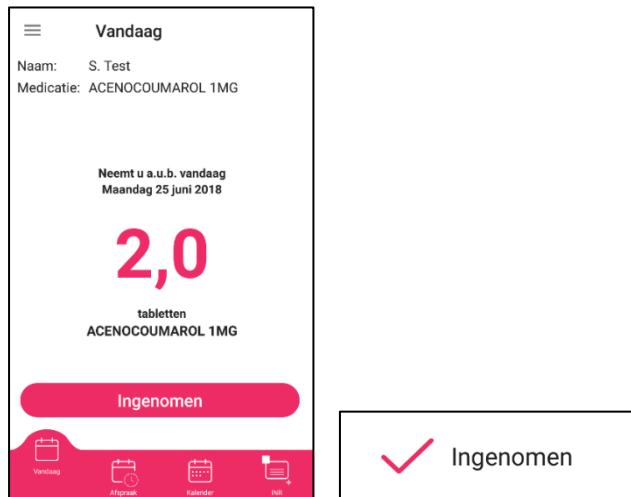 Vandaag
Naam: S. Test
Medicatie: ACENOCOUMAROL 1MG
Neemt u a.u.b. vandaag
Maandag 25 juni 2018
2,0
tabletten
ACENOCOUMAROL 1MG
Ingenomen
Vandaag
Afspraak
Kalender
INR
Ingenomen